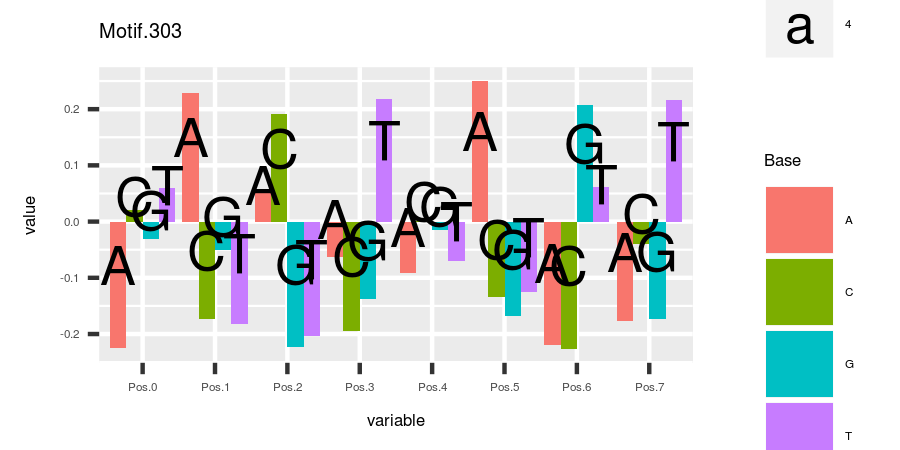 Motif.303
a 4
Base
A
C
G
T
value
0.2
0.1
0.0
-0.1
-0.2
A C G T A C G T A C G T A C G T A C G T A C G T A C G T A C G T
Pos.0 Pos.1 Pos.2 Pos.3 Pos.4 Pos.5 Pos.6 Pos.7
variable